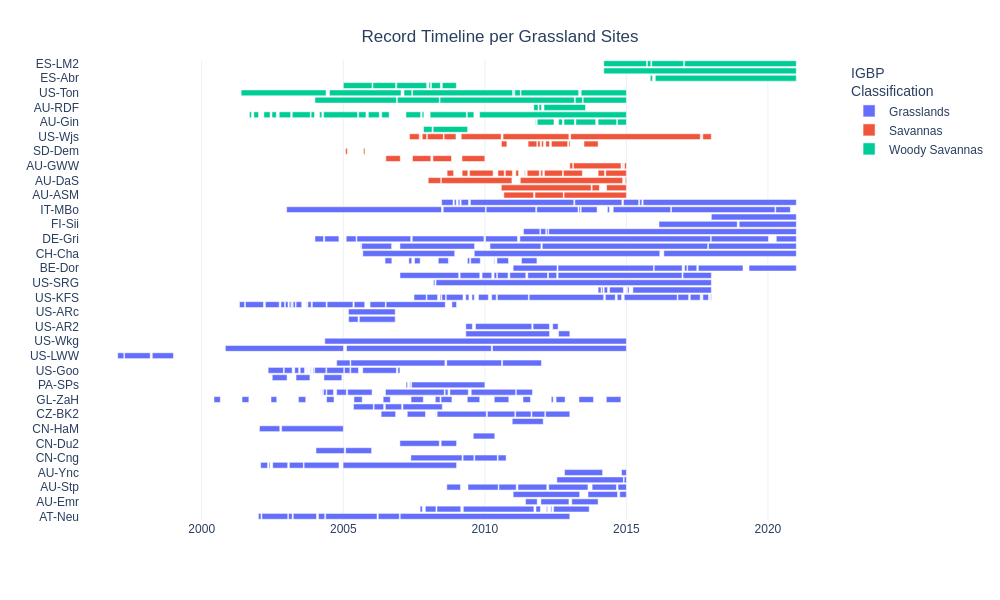 Record Timeline per Grassland Sites
ES-LM2
ES-Abr
US-Ton
AU-RDF
AU-Gin
US-Wjs
SD-Dem
AU-GWW
AU-DaS
AU-ASM
IT-MBo
FI-Sii
DE-Gri
CH-Cha
BE-Dor
US-SRG
US-KFS
US-ARc
US-AR2
US-Wkg
US-LWW
US-Goo
PA-SPs
GL-ZaH
CZ-BK2
CN-HaM
CN-Du2
CN-Cng
AU-Ync
AU-Stp
AU-Emr
AT-Neu
2000 2005 2010 2015 2020
IGBP
Classification
Grasslands
Savannas
Woody Savannas